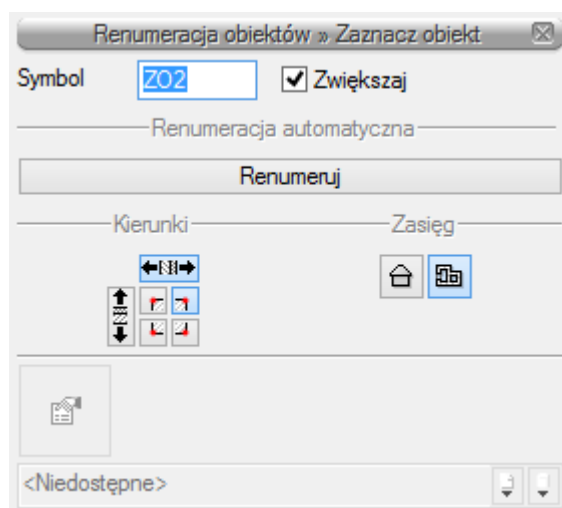 Renumeracja obiektów » Zaznacz obiekt
Symbol ZO2 Zwiększaj
Renumeracja automatyczna
Renumeruj
Kierunki Zasięg
<Niedostępne>